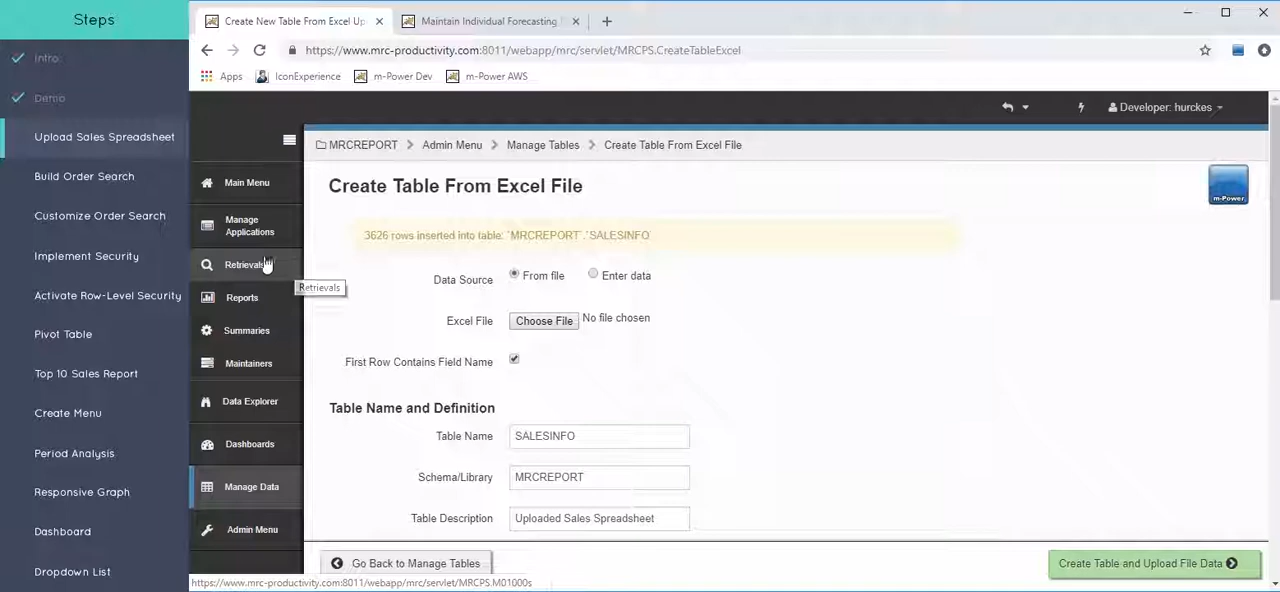 Steps
Intro
Demo
Upload Sales Spreadsheet
Build Order Search
Customize Order Search
Implement Security
Activate Row-Level Security
Pivot Table
Top 10 Sales Report
Create Menu
Period Analysis
Responsive Graph
Dashboard
Dropdown List
Create New Table From Excel Up
Maintain Individual Forecasting
https://www.mrc-productivity.com:8011/webapp/mrc/servlet/MRCPS.CreateTableExcel
Apps IconExperience m-Power Dev m-Power AWS
Developer: hurckes
MRCREPORT Admin Menu Manage Tables Create Table From Excel File
Main Menu
Manage Applications
Retrievals
Retrievals
Reports
Summaries
Maintainers
Data Explorer
Dashboards
Manage Data
Admin Menu
Create Table From Excel File
m-Power
3626 rows inserted into table: `MRCREPORT`.`SALESINFO`
Data Source From file Enter data
Excel File Choose File No file chosen
First Row Contains Field Name
Table Name and Definition
Table Name SALESINFO
Schema/Library MRCREPORT
Table Description Uploaded Sales Spreadsheet
Go Back to Manage Tables
Create Table and Upload File Data
https://www.mrc-productivity.com:8011/webapp/mrc/servlet/MRCPS.M01000s